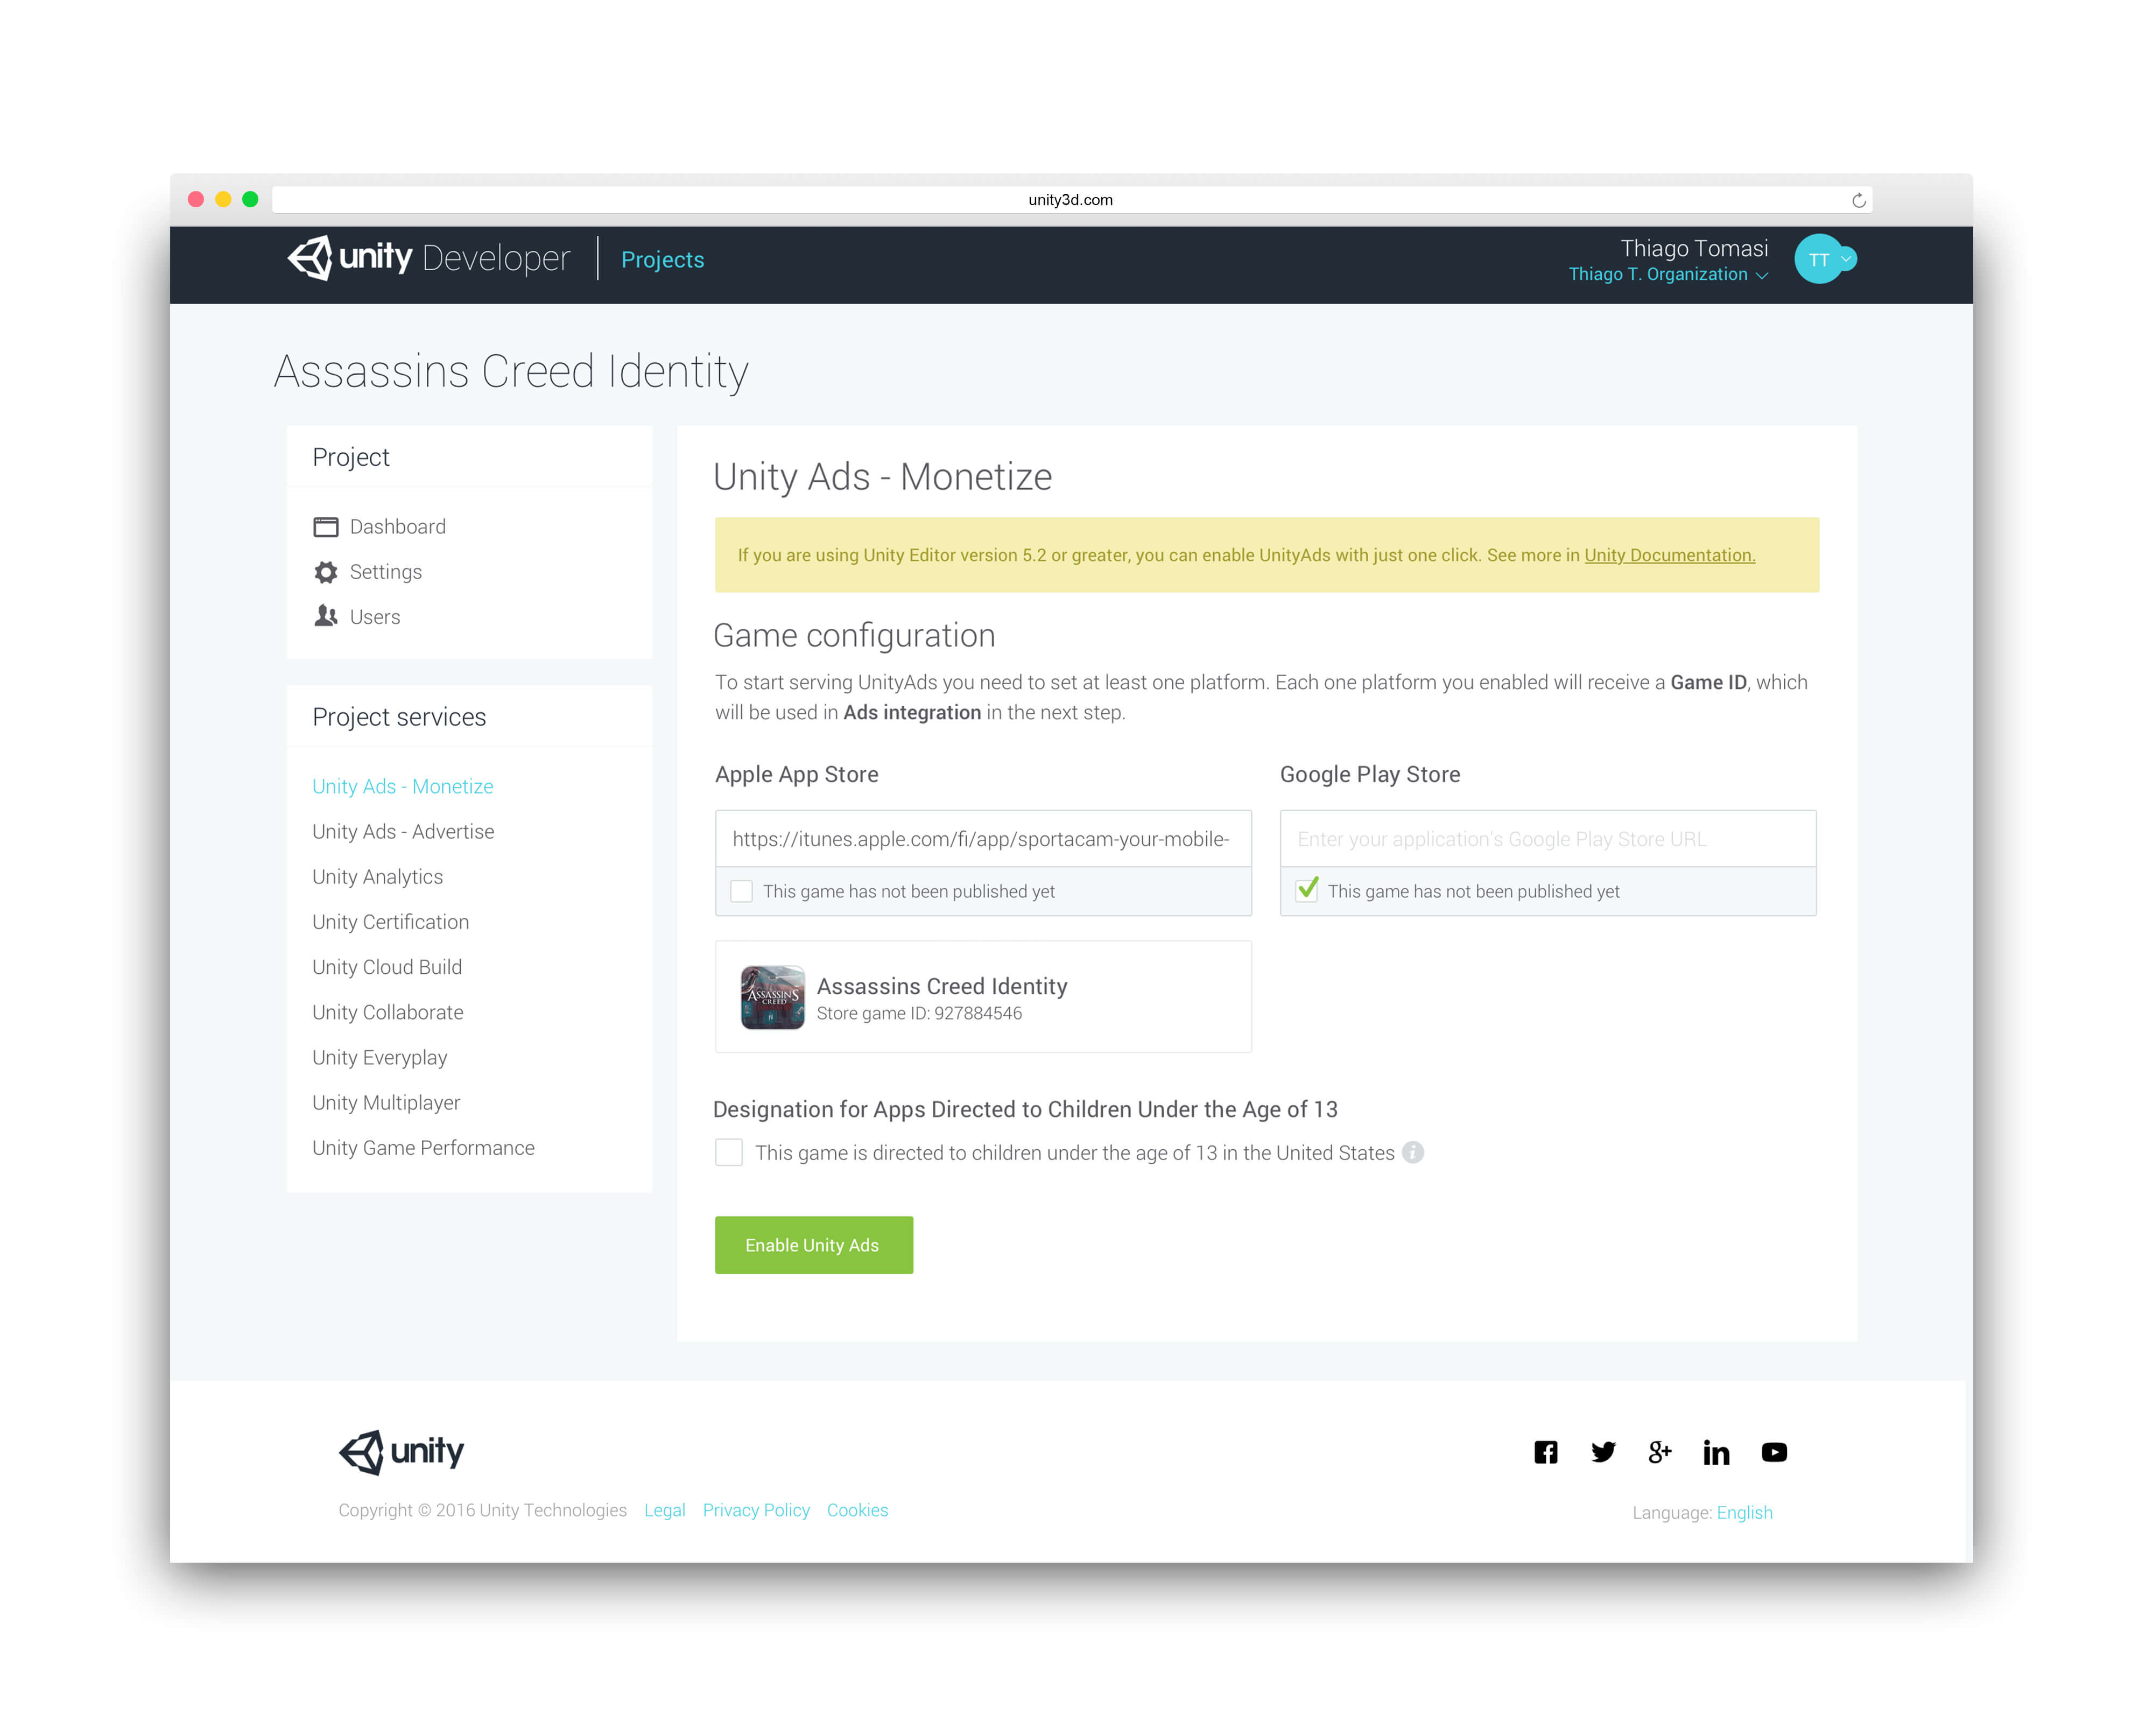 unity3d.com
unity Developer
Projects
Thiago Tomasi
Thiago T. Organization
TT
Assassins Creed Identity
Project
Dashboard
Settings
Users
Project services
Unity Ads - Monetize
Unity Ads - Advertise
Unity Analytics
Unity Certification
Unity Cloud Build
Unity Collaborate
Unity Everyplay
Unity Multiplayer
Unity Game Performance
Unity Ads - Monetize
If you are using Unity Editor version 5.2 or greater, you can enable UnityAds with just one click. See more in Unity Documentation.
Game configuration
To start serving UnityAds you need to set at least one platform. Each one platform you enabled will receive a Game ID, which
will be used in Ads integration in the next step.
Apple App Store
https://itunes.apple.com/fi/app/sportacam-your-mobile-
This game has not been published yet
Google Play Store
Enter your application's Google Play Store URL
This game has not been published yet
ASSASSINS
CREED
Assassins Creed Identity
Store game ID: 927884546
Designation for Apps Directed to Children Under the Age of 13
This game is directed to children under the age of 13 in the United States
Enable Unity Ads
unity
Copyright © 2016 Unity Technologies Legal Privacy Policy Cookies
Language: English